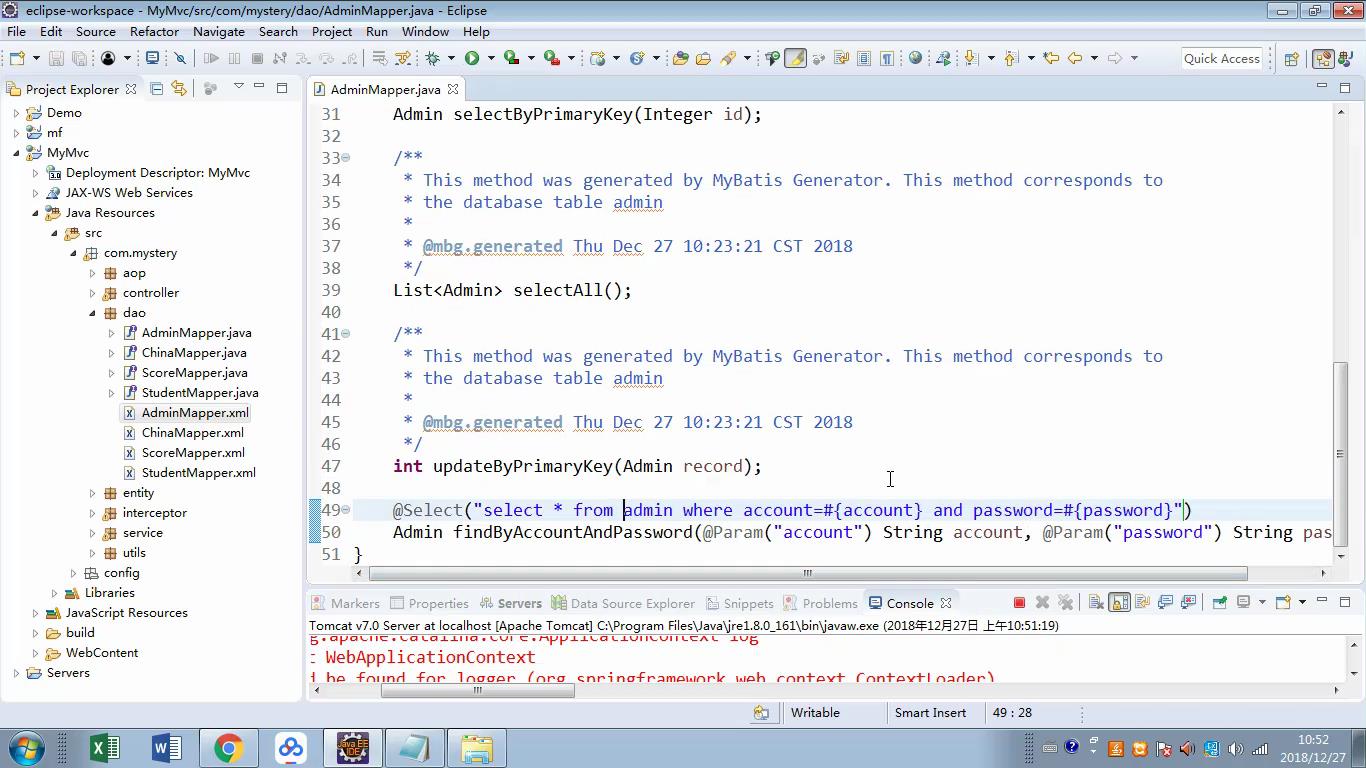 eclipse-workspace - MyMvc/src/com/mystery/dao/AdminMapper.java - Eclipse
File Edit Source Refactor Navigate Search Project Run Window Help
Quick Access
Project Explorer
AdminMapper.java
Demo
mf
MyMvc
Deployment Descriptor: MyMvc
JAX-WS Web Services
Java Resources
src
com.mystery
aop
controller
dao
AdminMapper.java
ChinaMapper.java
ScoreMapper.java
StudentMapper.java
AdminMapper.xml
ChinaMapper.xml
ScoreMapper.xml
StudentMapper.xml
entity
interceptor
service
utils
config
Libraries
JavaScript Resources
build
WebContent
Servers
31 Admin selectByPrimaryKey(Integer id);
32
33 /**
34 * This method was generated by MyBatis Generator. This method corresponds to
35 * the database table admin
36 *
37 * @mbg.generated Thu Dec 27 10:23:21 CST 2018
38 */
39 List<Admin> selectAll();
40
41 /**
42 * This method was generated by MyBatis Generator. This method corresponds to
43 * the database table admin
44 *
45 * @mbg.generated Thu Dec 27 10:23:21 CST 2018
46 */
47 int updateByPrimaryKey(Admin record);
48
49 @Select("select * from admin where account=#{account} and password=#{password}")
50 Admin findByAccountAndPassword(@Param("account") String account, @Param("password") String pas
51 }
Markers Properties Servers Data Source Explorer Snippets Problems Console
Tomcat v7.0 Server at localhost [Apache Tomcat] C:\Program Files\Java\jre1.8.0_161\bin\javaw.exe (2018年12月27日 上午10:51:19)
g.apache.catalina.core.ApplicationContext log
WebApplicationContext
d be found for logger (org.springframework.web.context.ContextLoader)
Writable Smart Insert 49 : 28
10:52
2018/12/27